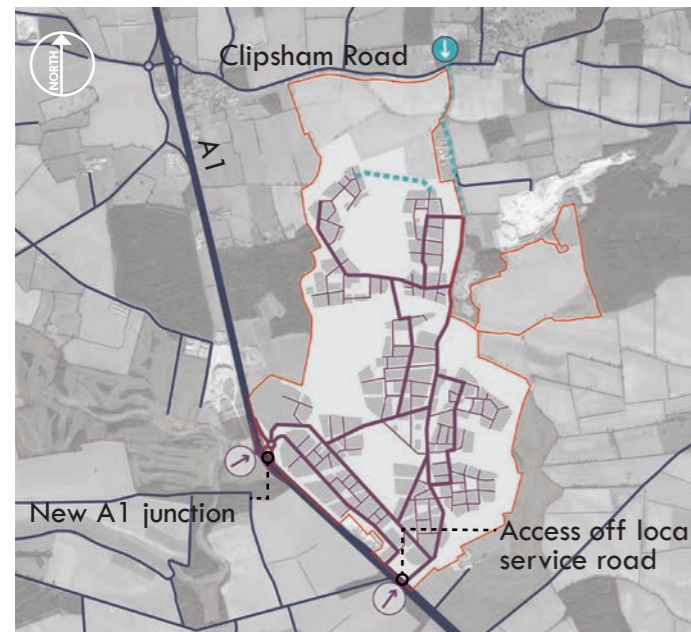 Clipsham Road
NORTH
A1
New A1 junction
Access off loca
service road